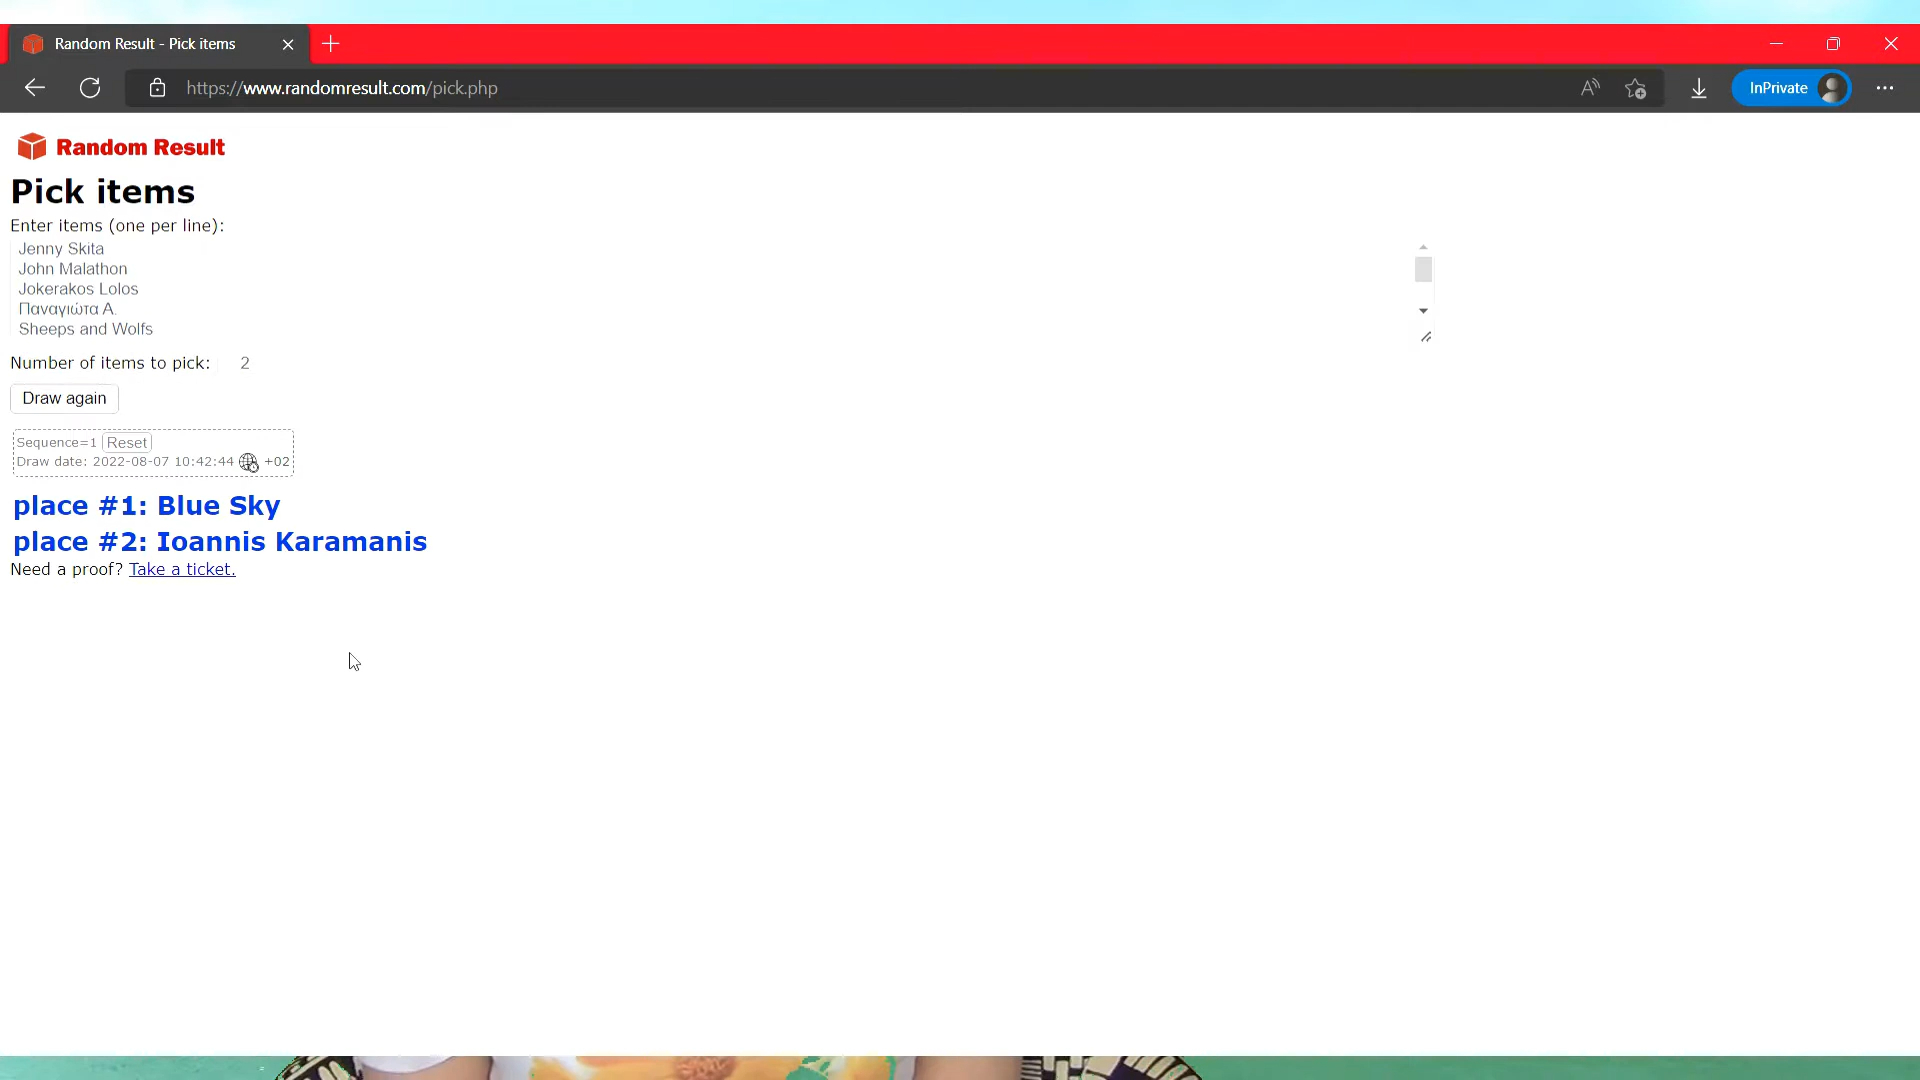 Random Result - Pick items
https://www.randomresult.com/pick.php
InPrivate
Random Result
Pick items
Enter items (one per line):
Jenny Skita
John Malathon
Jokerakos Lolos
Παναγιώτα Α.
Sheeps and Wolfs
Number of items to pick: 2
Draw again
Sequence=1 Reset
Draw date: 2022-08-07 10:42:44 +02
place #1: Blue Sky
place #2: Ioannis Karamanis
Need a proof? Take a ticket.